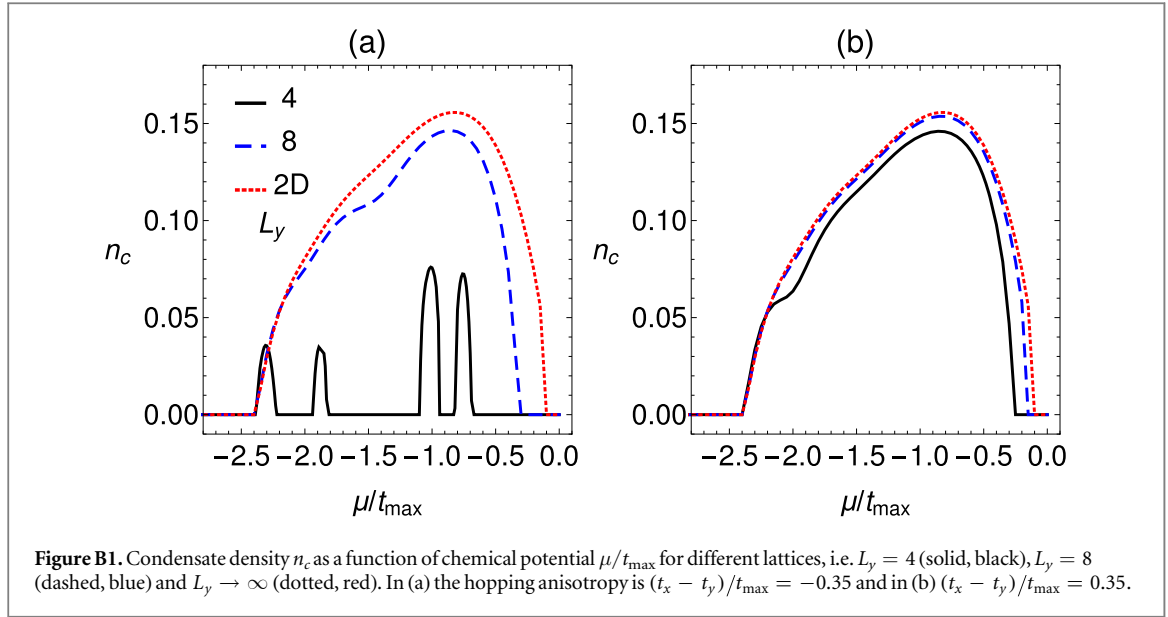 (a)
(b)
4
8
2D
L_y
n_c
0.15
0.10
0.05
0.00
−2.5 −2.0 −1.5 −1.0 −0.5 0.0
μ/t_max
n_c
0.15
0.10
0.05
0.00
−2.5 −2.0 −1.5 −1.0 −0.5 0.0
μ/t_max
Figure B1. Condensate density n_c as a function of chemical potential μ/t_max for different lattices, i.e. L_y = 4 (solid, black), L_y = 8
(dashed, blue) and L_y → ∞ (dotted, red). In (a) the hopping anisotropy is (t_x − t_y)/t_max = −0.35 and in (b) (t_x − t_y)/t_max = 0.35.